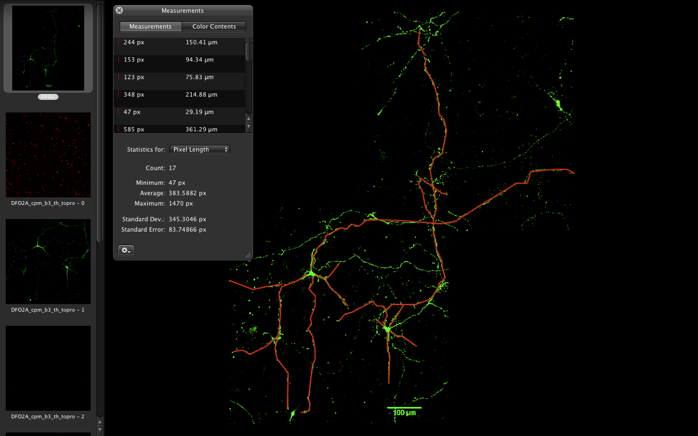 Measurements
Measurements Color Contents
244 px 150.41 µm
153 px 94.34 µm
123 px 75.83 µm
348 px 214.88 µm
47 px 29.19 µm
585 px 361.29 µm
Statistics for: Pixel Length
Count: 17
Minimum: 47 px
Average: 383.5882 px
Maximum: 1470 px
Standard Dev.: 345.3046 px
Standard Error: 83.74866 px
DFO2A_cpm_b3_th_topro - 0
DFO2A_cpm_b3_th_topro - 1
DFO2A_cpm_b3_th_topro - 2
100 µm